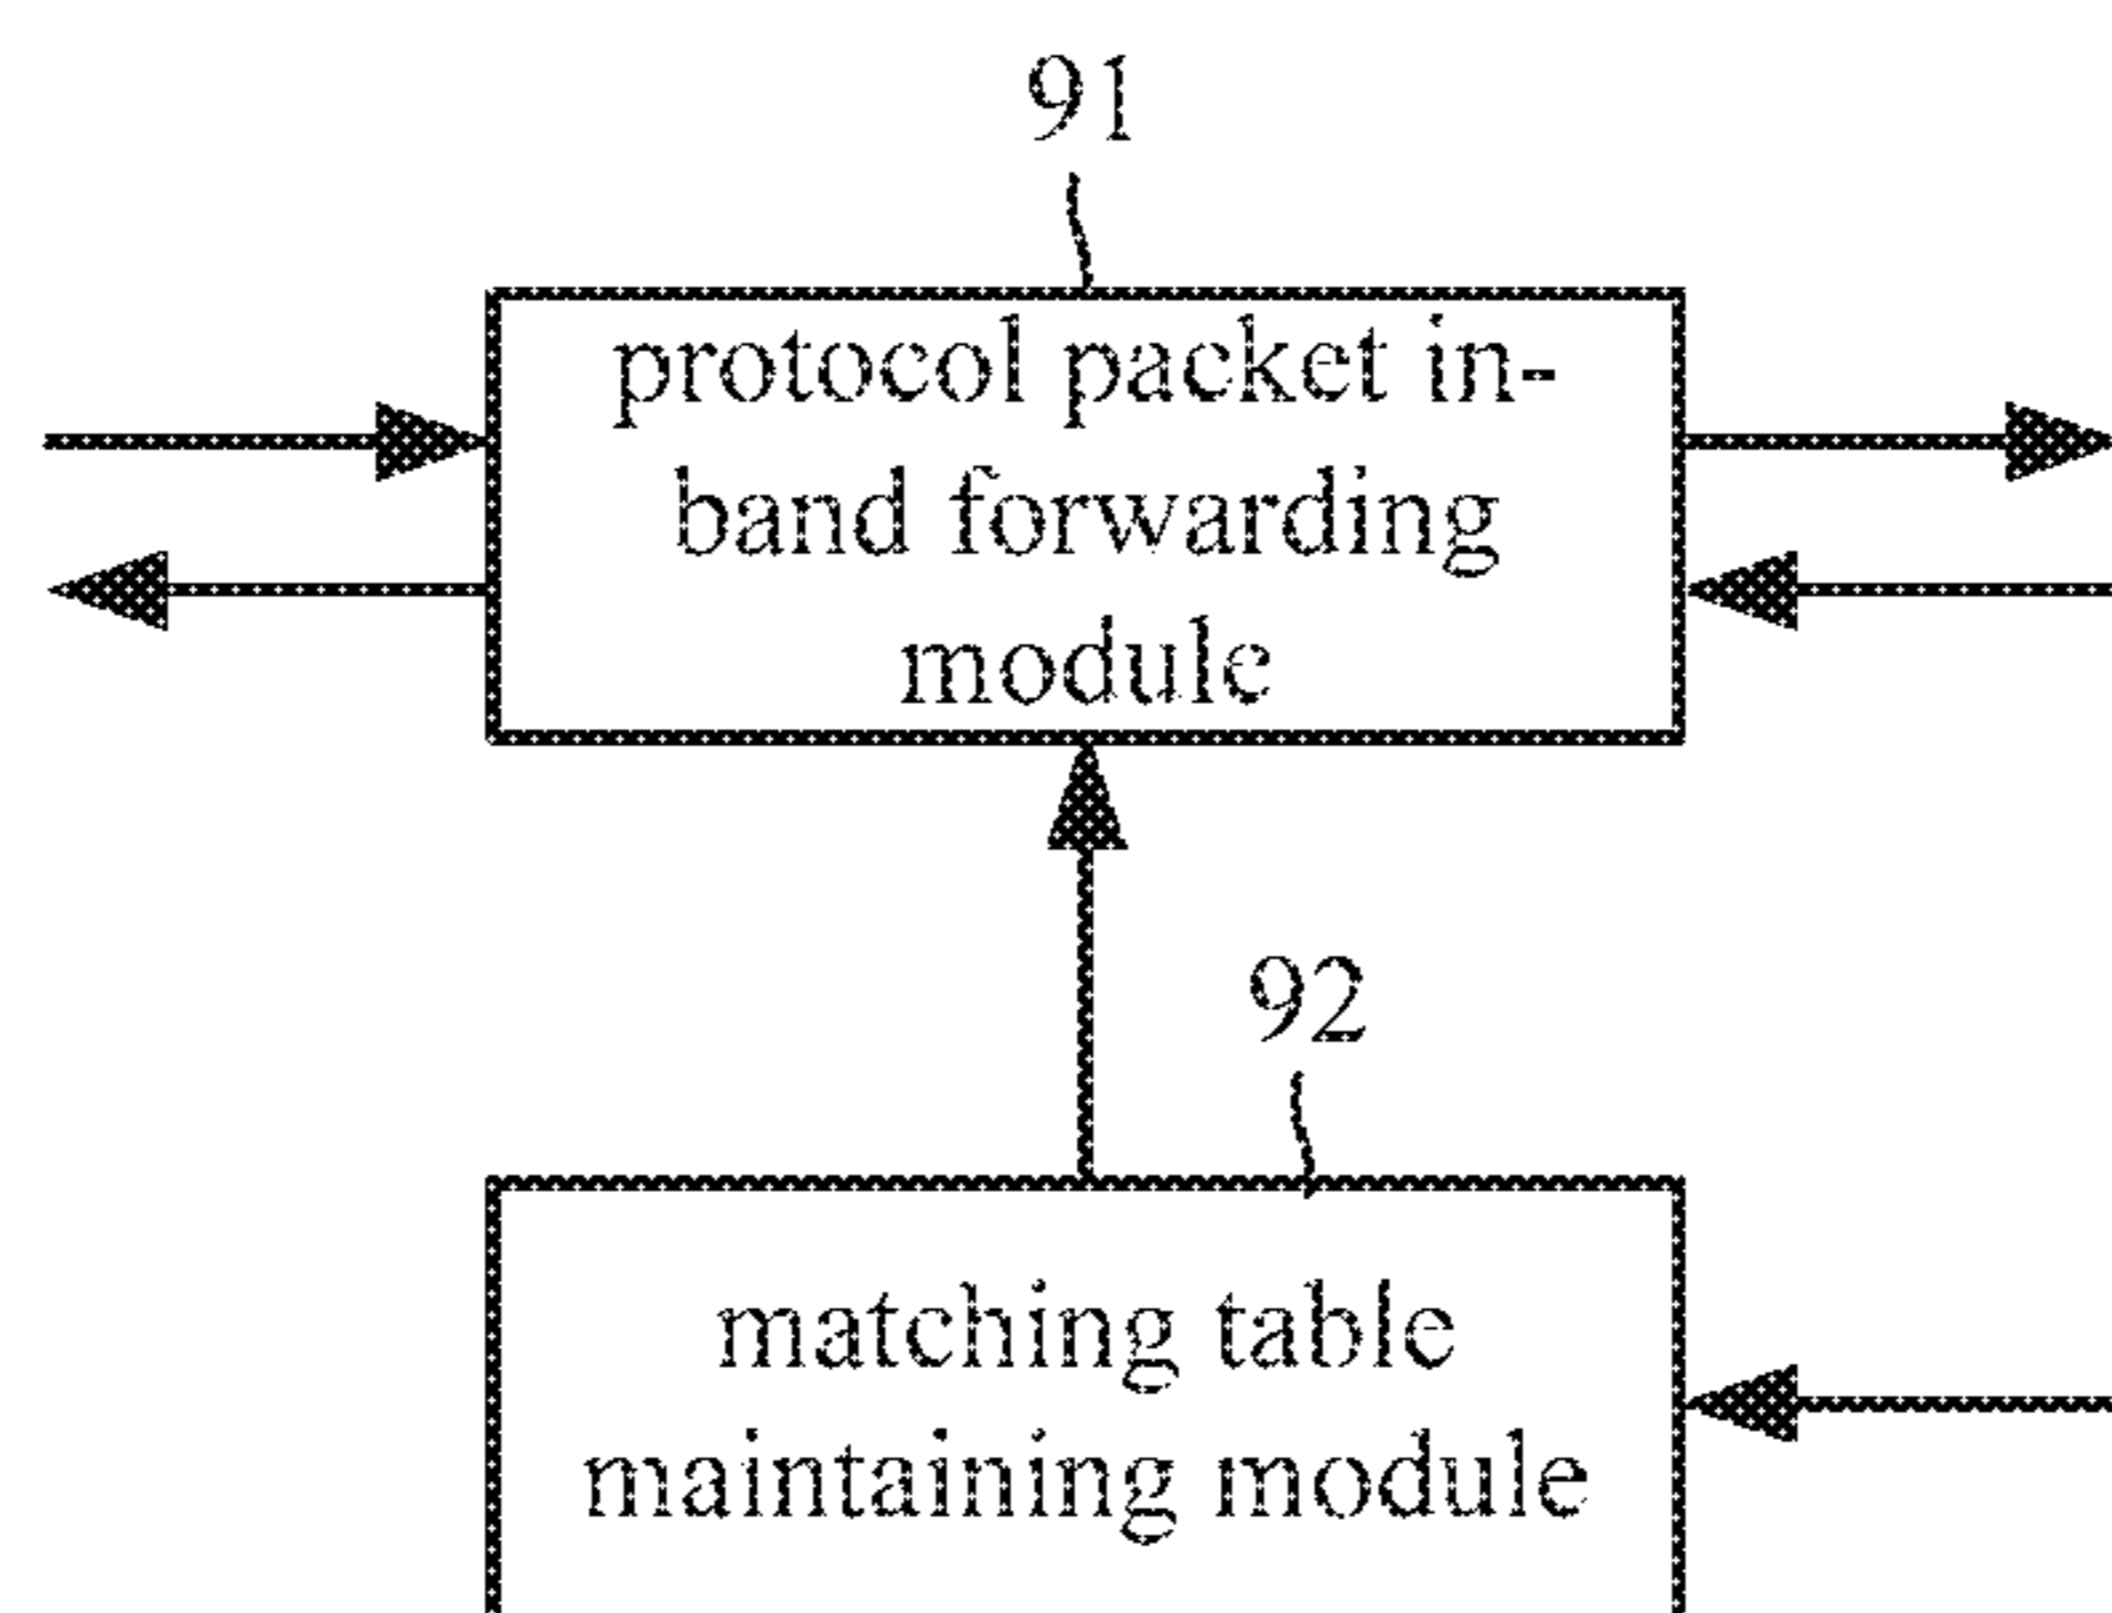 91
protocol packet in-
band forwarding
module
92
matching table
maintaining module